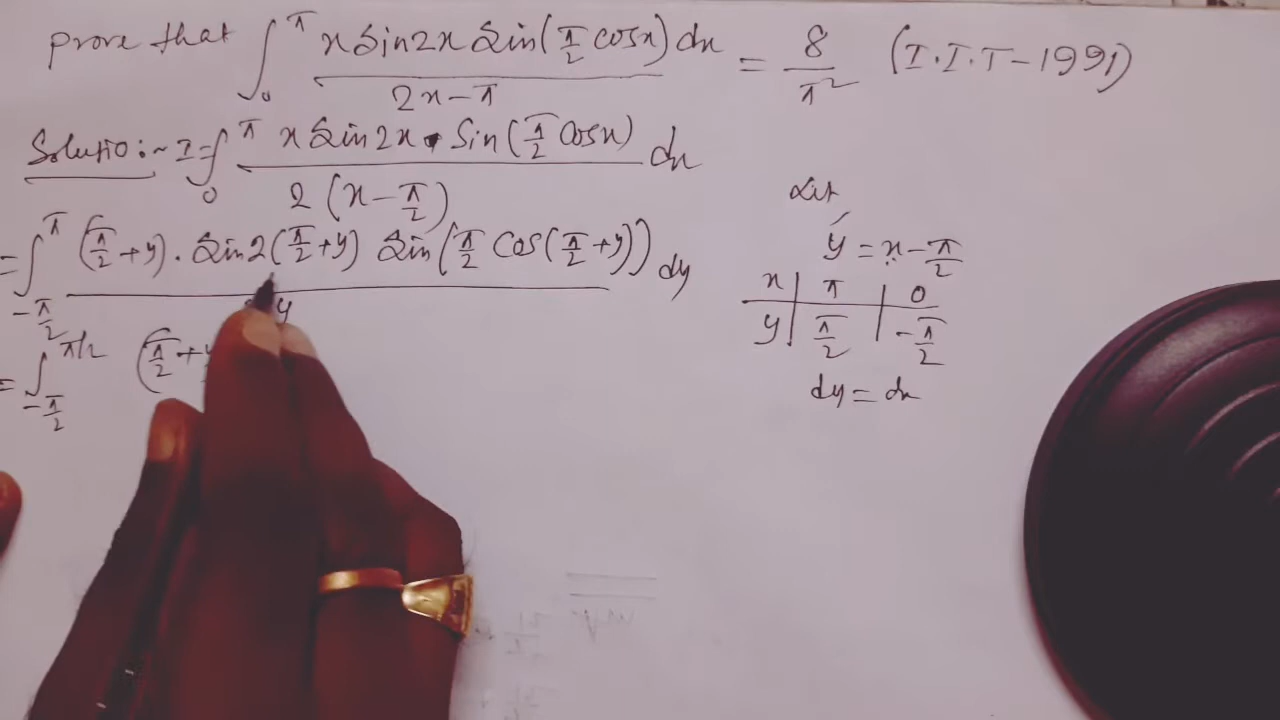 prove that ∫₀^π x Sin2x Sin(π/2 cosx) dx / 2x-π = 8/π² (I.I.T-1991)
Solutio:~ I=∫₀^π x Sin2x · Sin(π/2 Cosx) / 2(x-π/2) dx
= ∫_{-π/2}^π (π/2+y) · Sin2(π/2+y) Sin(π/2 Cos(π/2+y)) / y dy
= ∫_{-π/2}^{π/2} (π/2+y
Let
y = x-π/2
x | π | 0
y | π/2 | -π/2
dy = dx